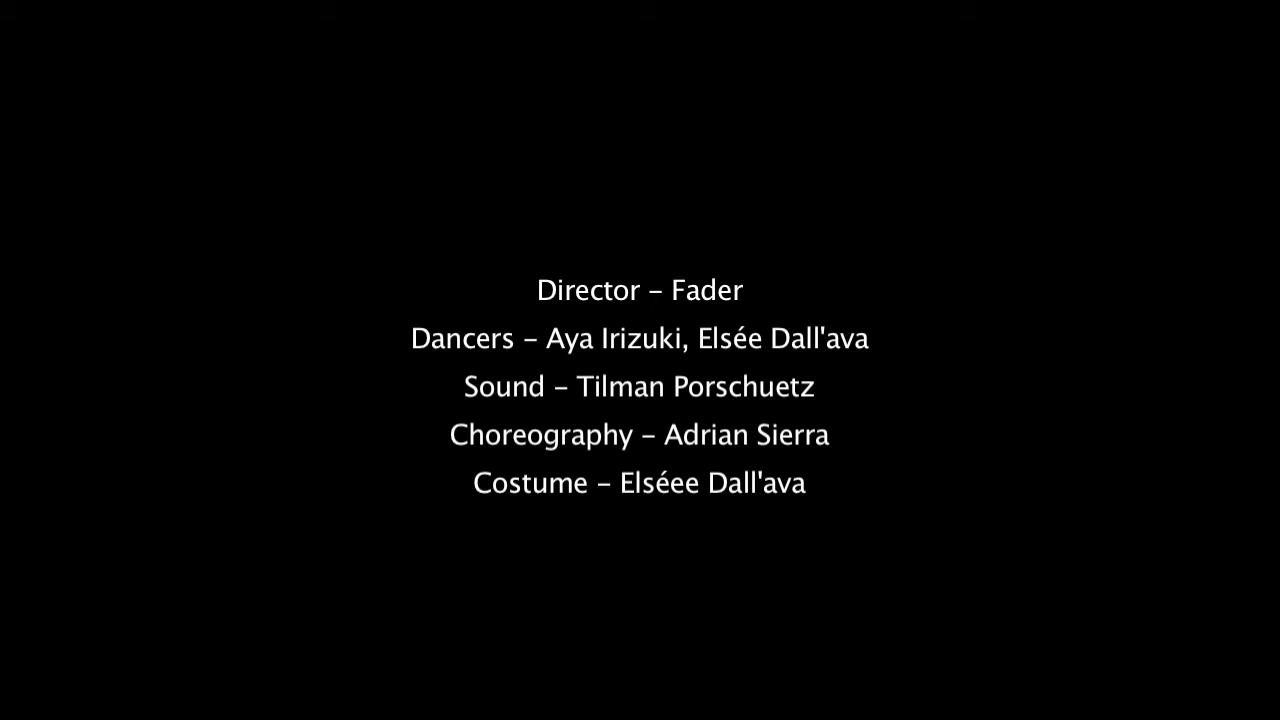 Director – Fader
Dancers – Aya Irizuki, Elsée Dall'ava
Sound – Tilman Porschuetz
Choreography – Adrian Sierra
Costume – Elséee Dall'ava